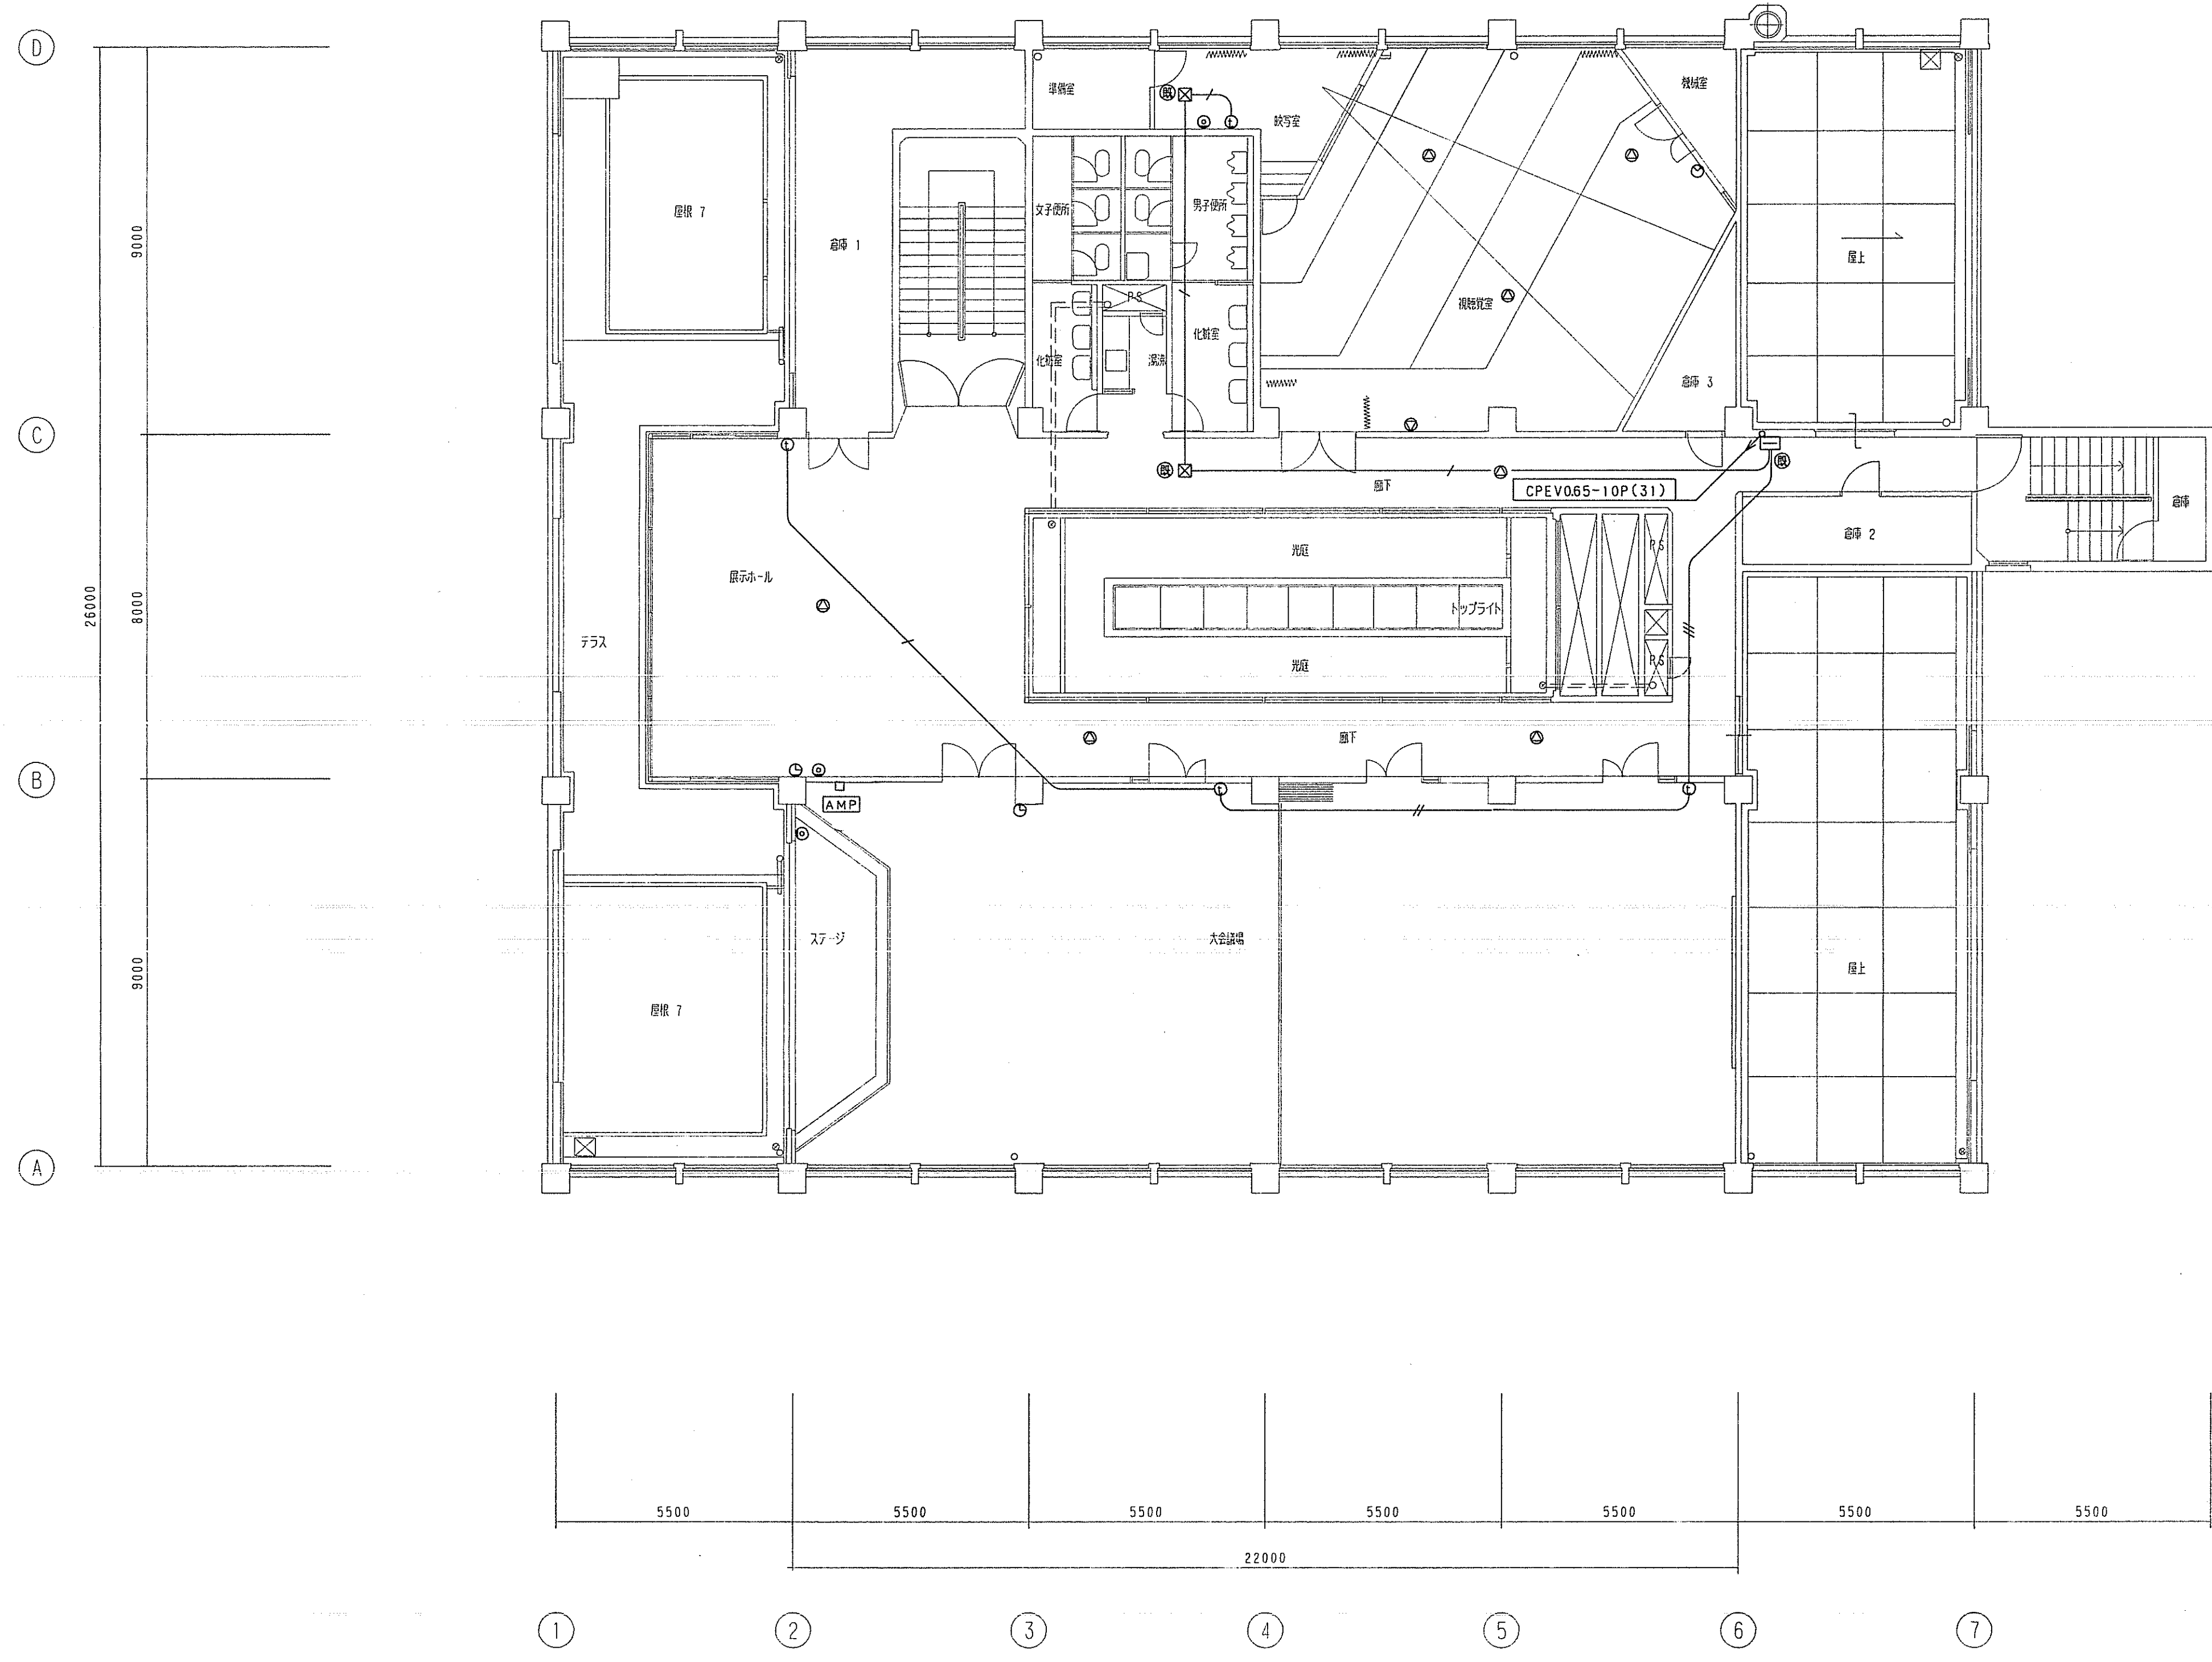 D
準備室
機械室
既
映写室
屋根 7
女子便所
男子便所
倉庫 1
9000
屋上
PS
視聴覚室
化粧室
化粧室
湯沸
倉庫 3
C
既
既
廊下
CPEV0.65-10P(31)
倉庫
倉庫 2
PS
光庭
展示ホール
26000
8000
トップライト
テラス
光庭
PS
廊下
B
AMP
ステージ
大会議場
9000
屋上
屋根 7
A
5500
5500
5500
5500
5500
5500
5500
22000
1
2
3
4
5
6
7